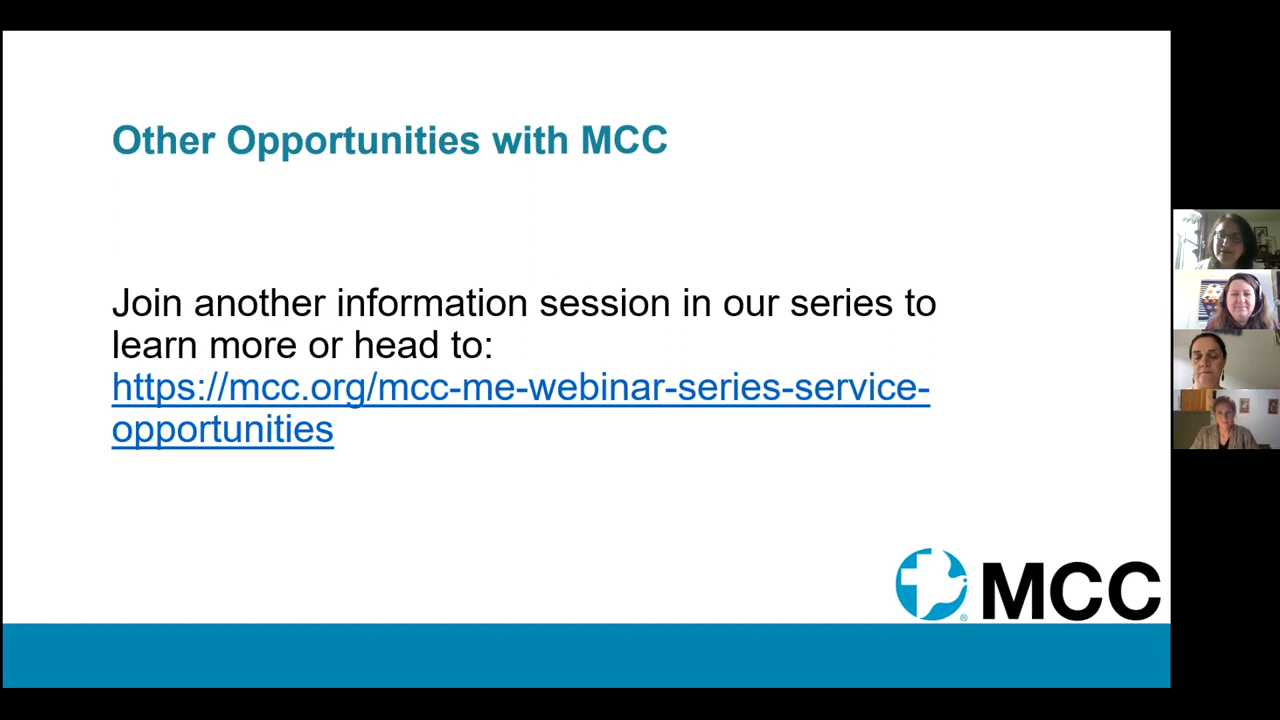 Other Opportunities with MCC
Join another information session in our series to
learn more or head to:
https://mcc.org/mcc-me-webinar-series-service-
opportunities
MCC
®